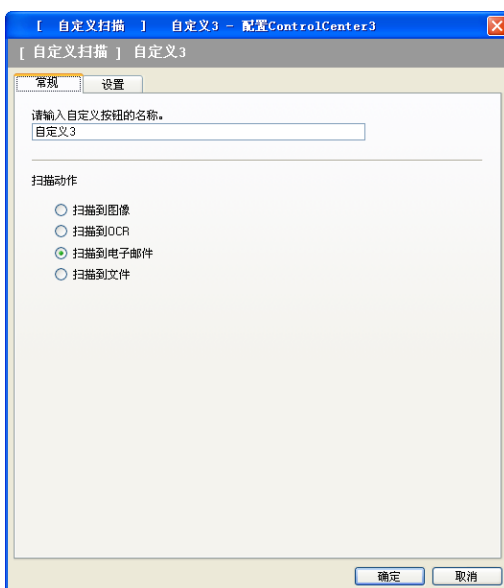 [ 自定义扫描 ] 自定义3 - 配置ControlCenter3
[ 自定义扫描 ] 自定义3
常规 设置
请输入自定义按钮的名称。
自定义3
扫描动作
扫描到图像
扫描到OCR
扫描到电子邮件
扫描到文件
确定 取消